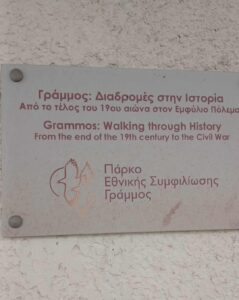 Γράμμος: Διαδρομές στην Ιστορία
Από το τέλος του 19ου αιώνα στον Εμφύλιο Πόλεμο
Grammos: Walking through History
From the end of the 19th century to the Civil War
Πάρκο
Εθνικής Συμφιλίωσης
Γράμμος